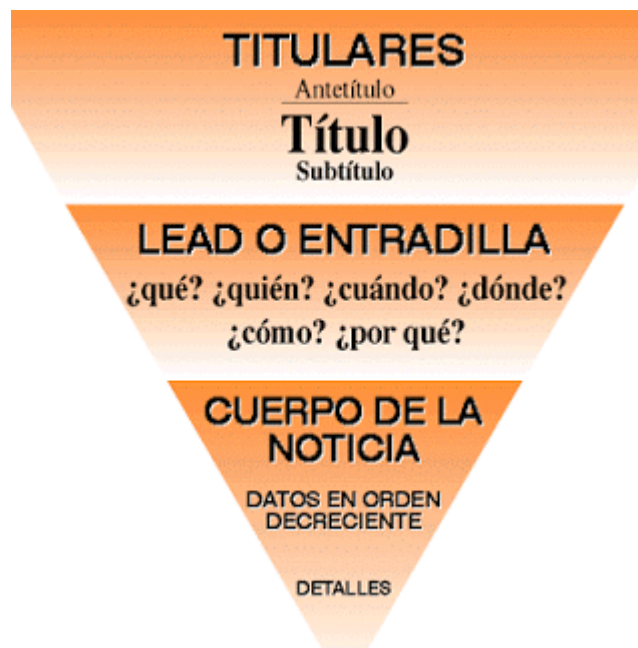 TITULARES
Antetítulo
Título
Subtítulo
LEAD O ENTRADILLA
¿qué? ¿quién? ¿cuándo? ¿dónde?
¿cómo? ¿por qué?
CUERPO DE LA
NOTICIA
DATOS EN ORDEN
DECRECIENTE
DETALLES